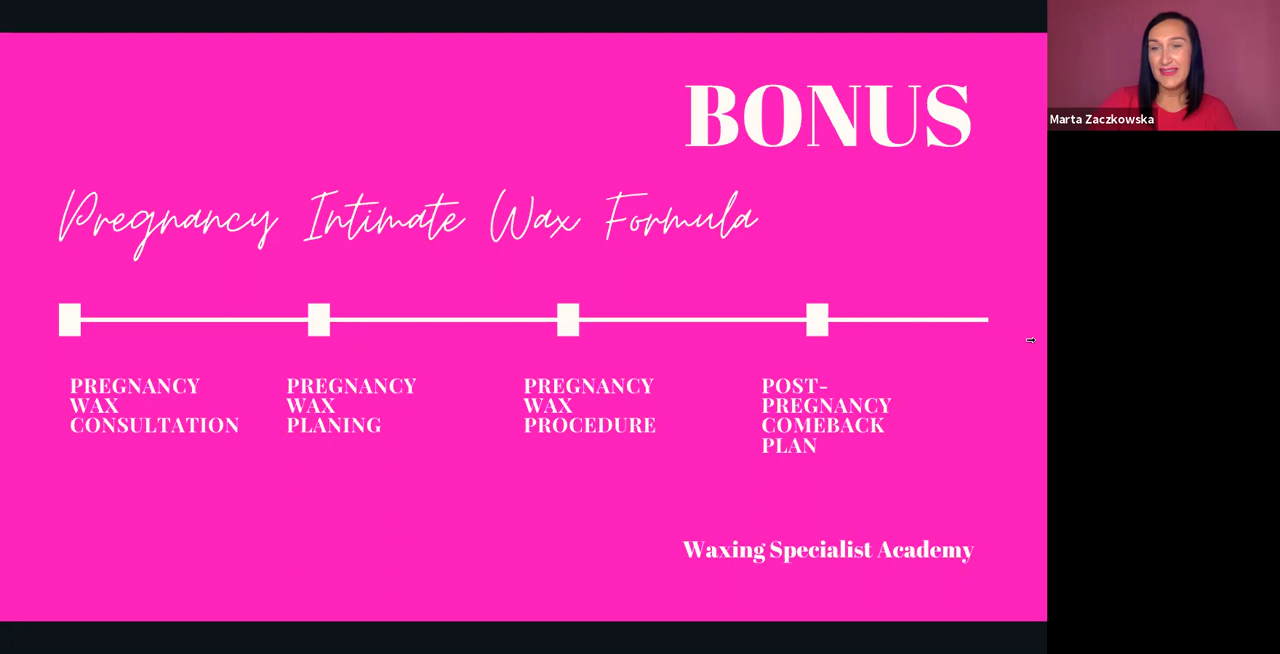 BONUS
Marta Zaczkowska
Pregnancy Intimate Wax Formula
PREGNANCY
WAX
CONSULTATION
PREGNANCY
WAX
PLANING
PREGNANCY
WAX
PROCEDURE
POST-
PREGNANCY
COMEBACK
PLAN
Waxing Specialist Academy